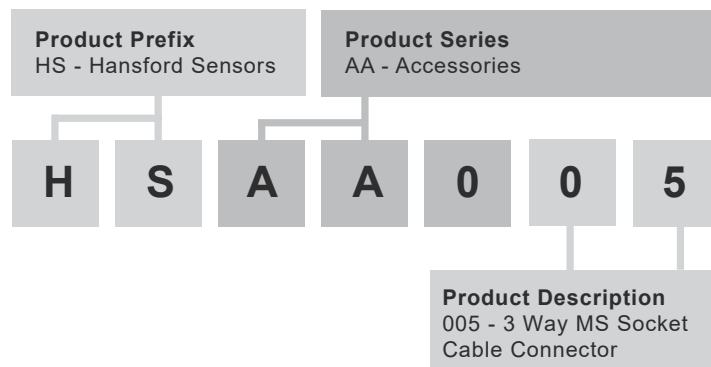 Product Prefix
HS - Hansford Sensors
Product Series
AA - Accessories
H S A A 0 0 5
Product Description
005 - 3 Way MS Socket
Cable Connector